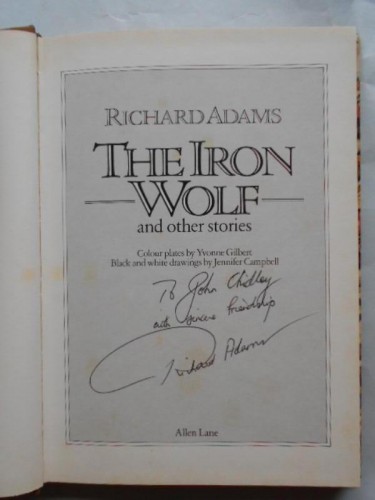 RICHARD ADAMS
THE IRON
WOLF
and other stories
Colour plates by Yvonne Gilbert
Black and white drawings by Jennifer Campbell
To John Chidley
with sincere friendship
Richard Adams
Allen Lane